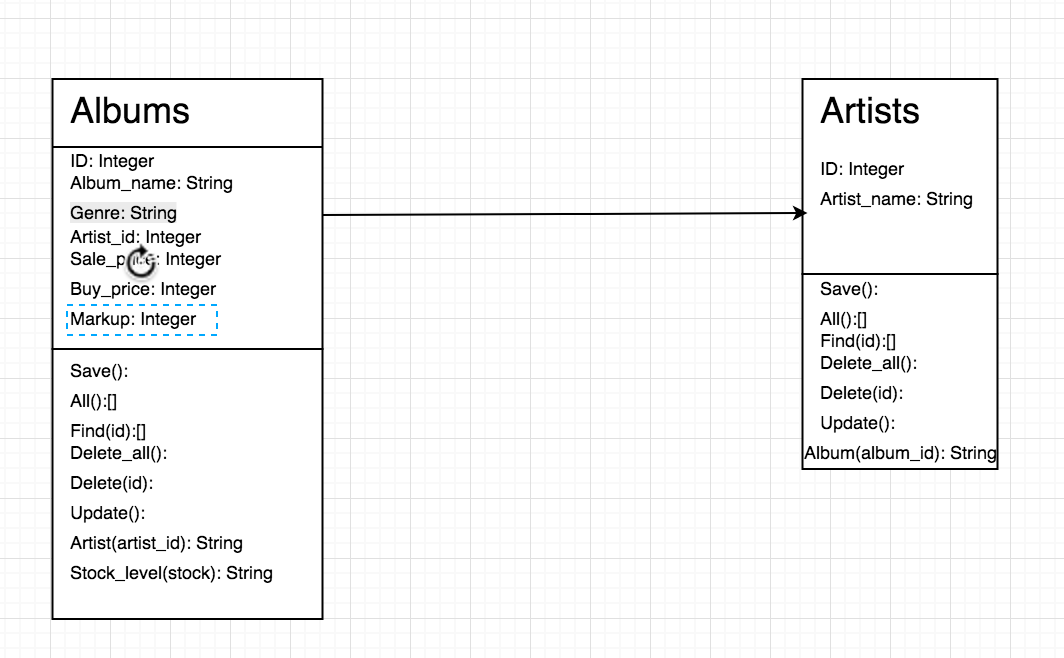 Albums
ID: Integer
Album_name: String
Genre: String
Artist_id: Integer
: Integer
Buy_price: Integer
Markup: Integer
Save():
All():[]
Find(id):[]
Delete_all():
Delete(id):
Update():
Artist(artist_id): String
Stock_level(stock): String
Artists
ID: Integer
Artist_name: String
Save():
All():[]
Find(id):[]
Delete_all():
Delete(id):
Update():
Album(album_id): String